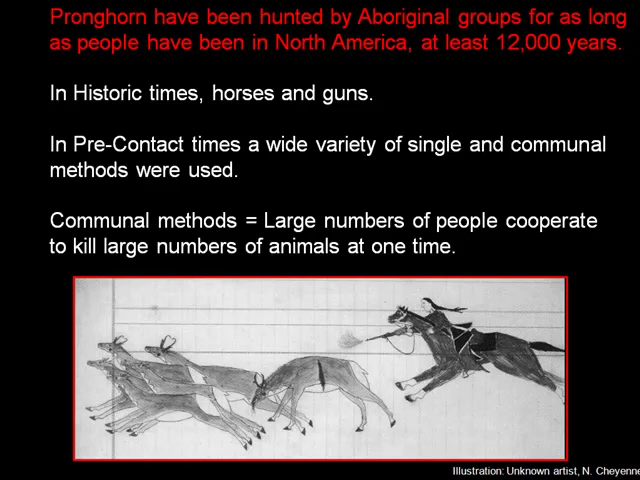 Pronghorn have been hunted by Aboriginal groups for as long
as people have been in North America, at least 12,000 years.
In Historic times, horses and guns.
In Pre-Contact times a wide variety of single and communal
methods were used.
Communal methods = Large numbers of people cooperate
to kill large numbers of animals at one time.
Illustration: Unknown artist, N. Cheyenne